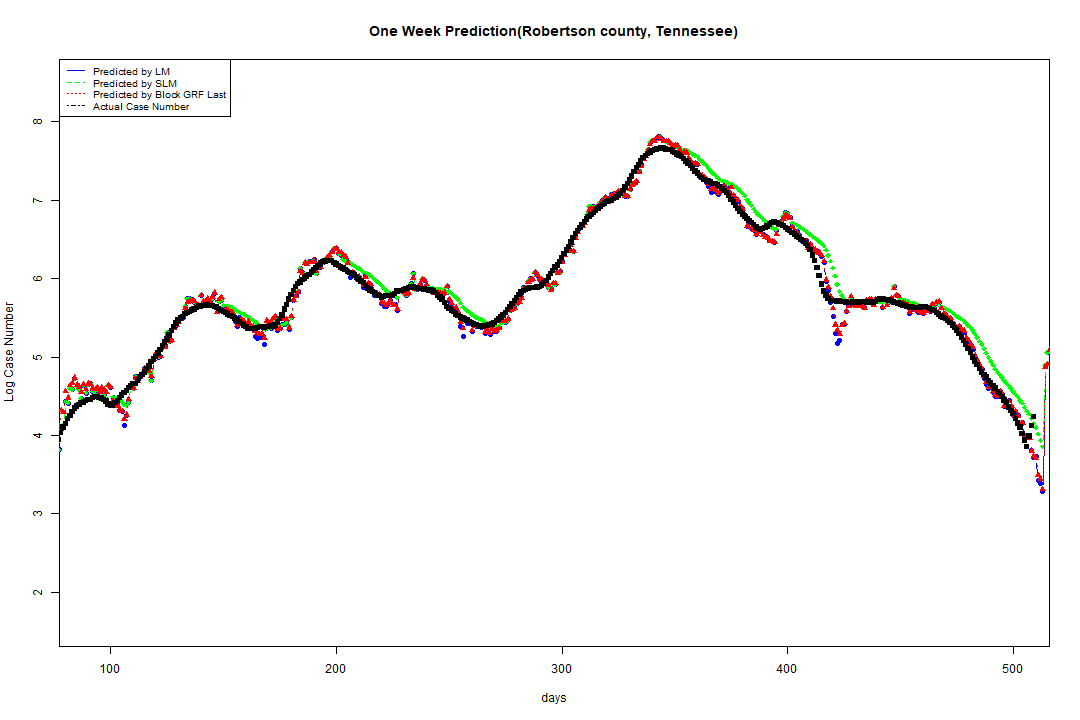 One Week Prediction(Robertson county, Tennessee)
Predicted by LM
Predicted by SLM
Predicted by Block GRF Last
Actual Case Number
Log Case Number
8
7
6
5
4
3
2
100 200 300 400 500
days